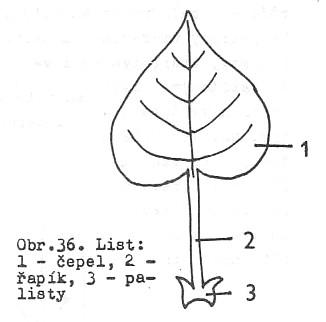 1
2
3
Obr.36. List:
1 - čepel, 2 -
řapík, 3 - pa-
listy